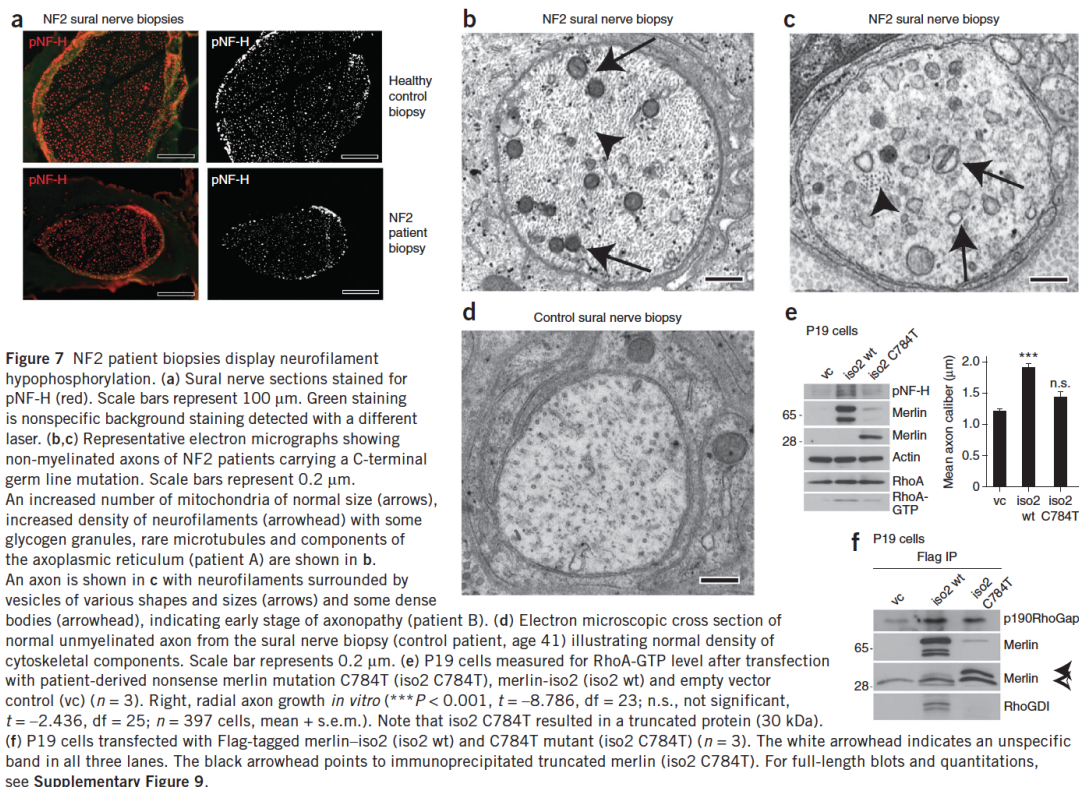 a
NF2 sural nerve biopsies
pNF-H
pNF-H
Healthy
control
biopsy
pNF-H
pNF-H
NF2
patient
biopsy
b
NF2 sural nerve biopsy
c
NF2 sural nerve biopsy
d
Control sural nerve biopsy
e
P19 cells
vc
iso2 wt
iso2 C784T
pNF-H
65
Merlin
28
Merlin
Actin
RhoA
RhoA-
GTP
Mean axon caliber (μm)
2.0
1.5
1.0
0.5
0
***
n.s.
vc
iso2
wt
iso2
C784T
f
P19 cells
Flag IP
vc
iso2 wt
iso2
C784T
p190RhoGap
65
Merlin
28
Merlin
RhoGDI
Figure 7 NF2 patient biopsies display neurofilament
hypophosphorylation. (a) Sural nerve sections stained for
pNF-H (red). Scale bars represent 100 μm. Green staining
is nonspecific background staining detected with a different
laser. (b,c) Representative electron micrographs showing
non-myelinated axons of NF2 patients carrying a C-terminal
germ line mutation. Scale bars represent 0.2 μm.
An increased number of mitochondria of normal size (arrows),
increased density of neurofilaments (arrowhead) with some
glycogen granules, rare microtubules and components of
the axoplasmic reticulum (patient A) are shown in b.
An axon is shown in c with neurofilaments surrounded by
vesicles of various shapes and sizes (arrows) and some dense
bodies (arrowhead), indicating early stage of axonopathy (patient B). (d) Electron microscopic cross section of
normal unmyelinated axon from the sural nerve biopsy (control patient, age 41) illustrating normal density of
cytoskeletal components. Scale bar represents 0.2 μm. (e) P19 cells measured for RhoA-GTP level after transfection
with patient-derived nonsense merlin mutation C784T (iso2 C784T), merlin-iso2 (iso2 wt) and empty vector
control (vc) (n = 3). Right, radial axon growth in vitro (***P < 0.001, t = −8.786, df = 23; n.s., not significant,
t = −2.436, df = 25; n = 397 cells, mean + s.e.m.). Note that iso2 C784T resulted in a truncated protein (30 kDa).
(f) P19 cells transfected with Flag-tagged merlin–iso2 (iso2 wt) and C784T mutant (iso2 C784T) (n = 3). The white arrowhead indicates an unspecific
band in all three lanes. The black arrowhead points to immunoprecipitated truncated merlin (iso2 C784T). For full-length blots and quantitations,
see Supplementary Figure 9.